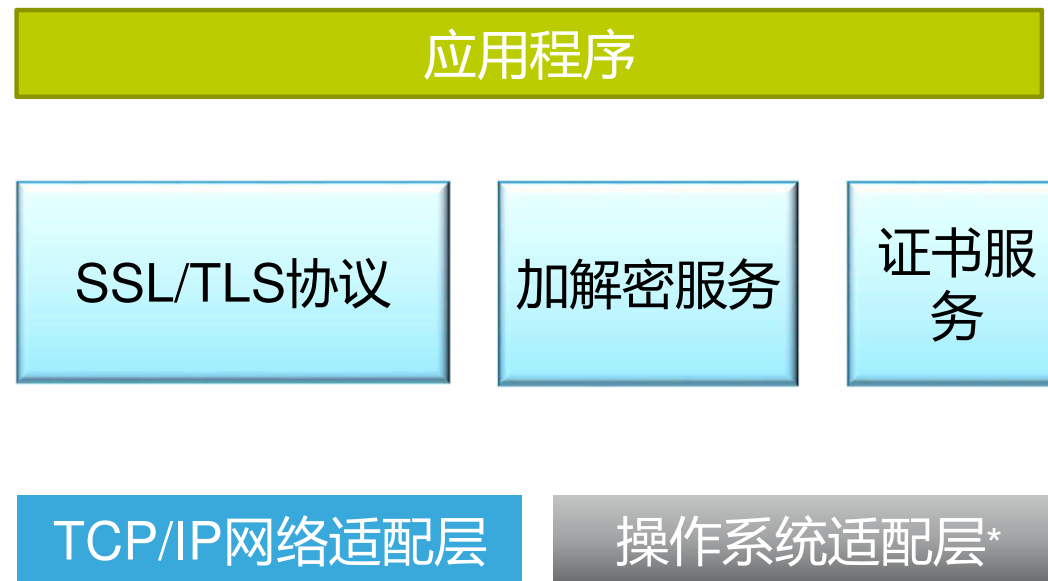 应用程序
SSL/TLS协议
加解密服务
证书服
务
TCP/IP网络适配层
操作系统适配层*